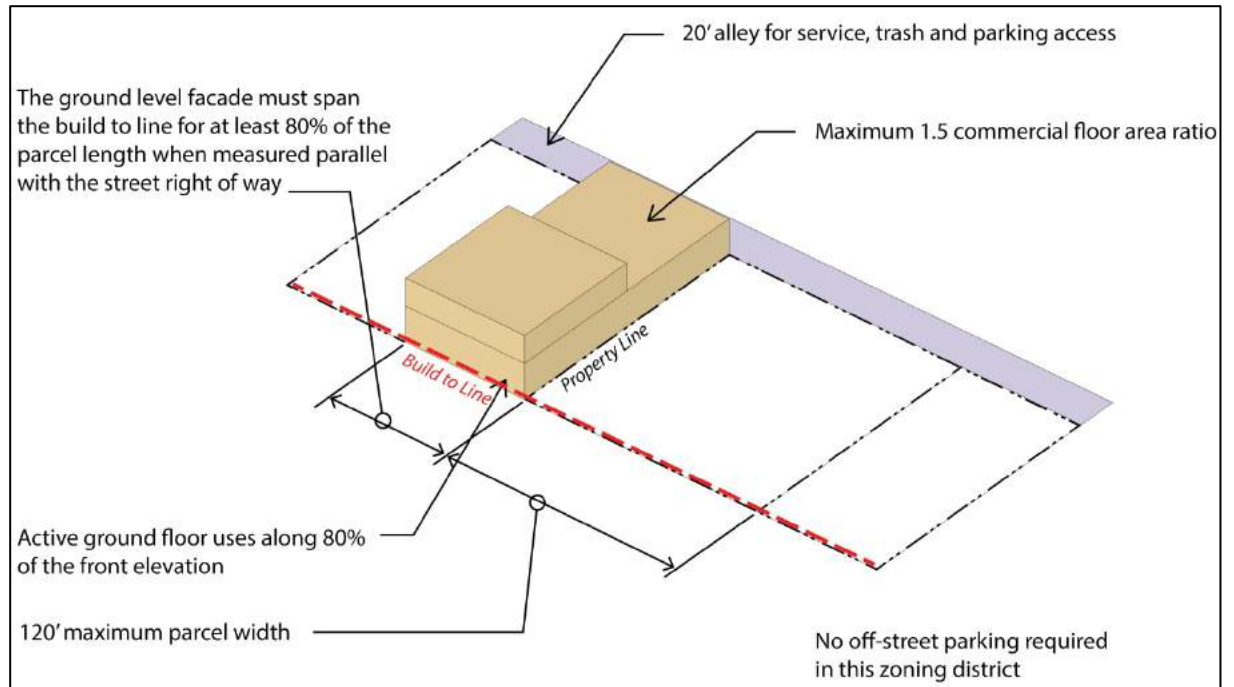 20' alley for service, trash and parking access
The ground level facade must span
the build to line for at least 80% of the
parcel length when measured parallel
with the street right of way
Maximum 1.5 commercial floor area ratio
Build to Line
Property Line
Active ground floor uses along 80%
of the front elevation
120' maximum parcel width
No off-street parking required
in this zoning district